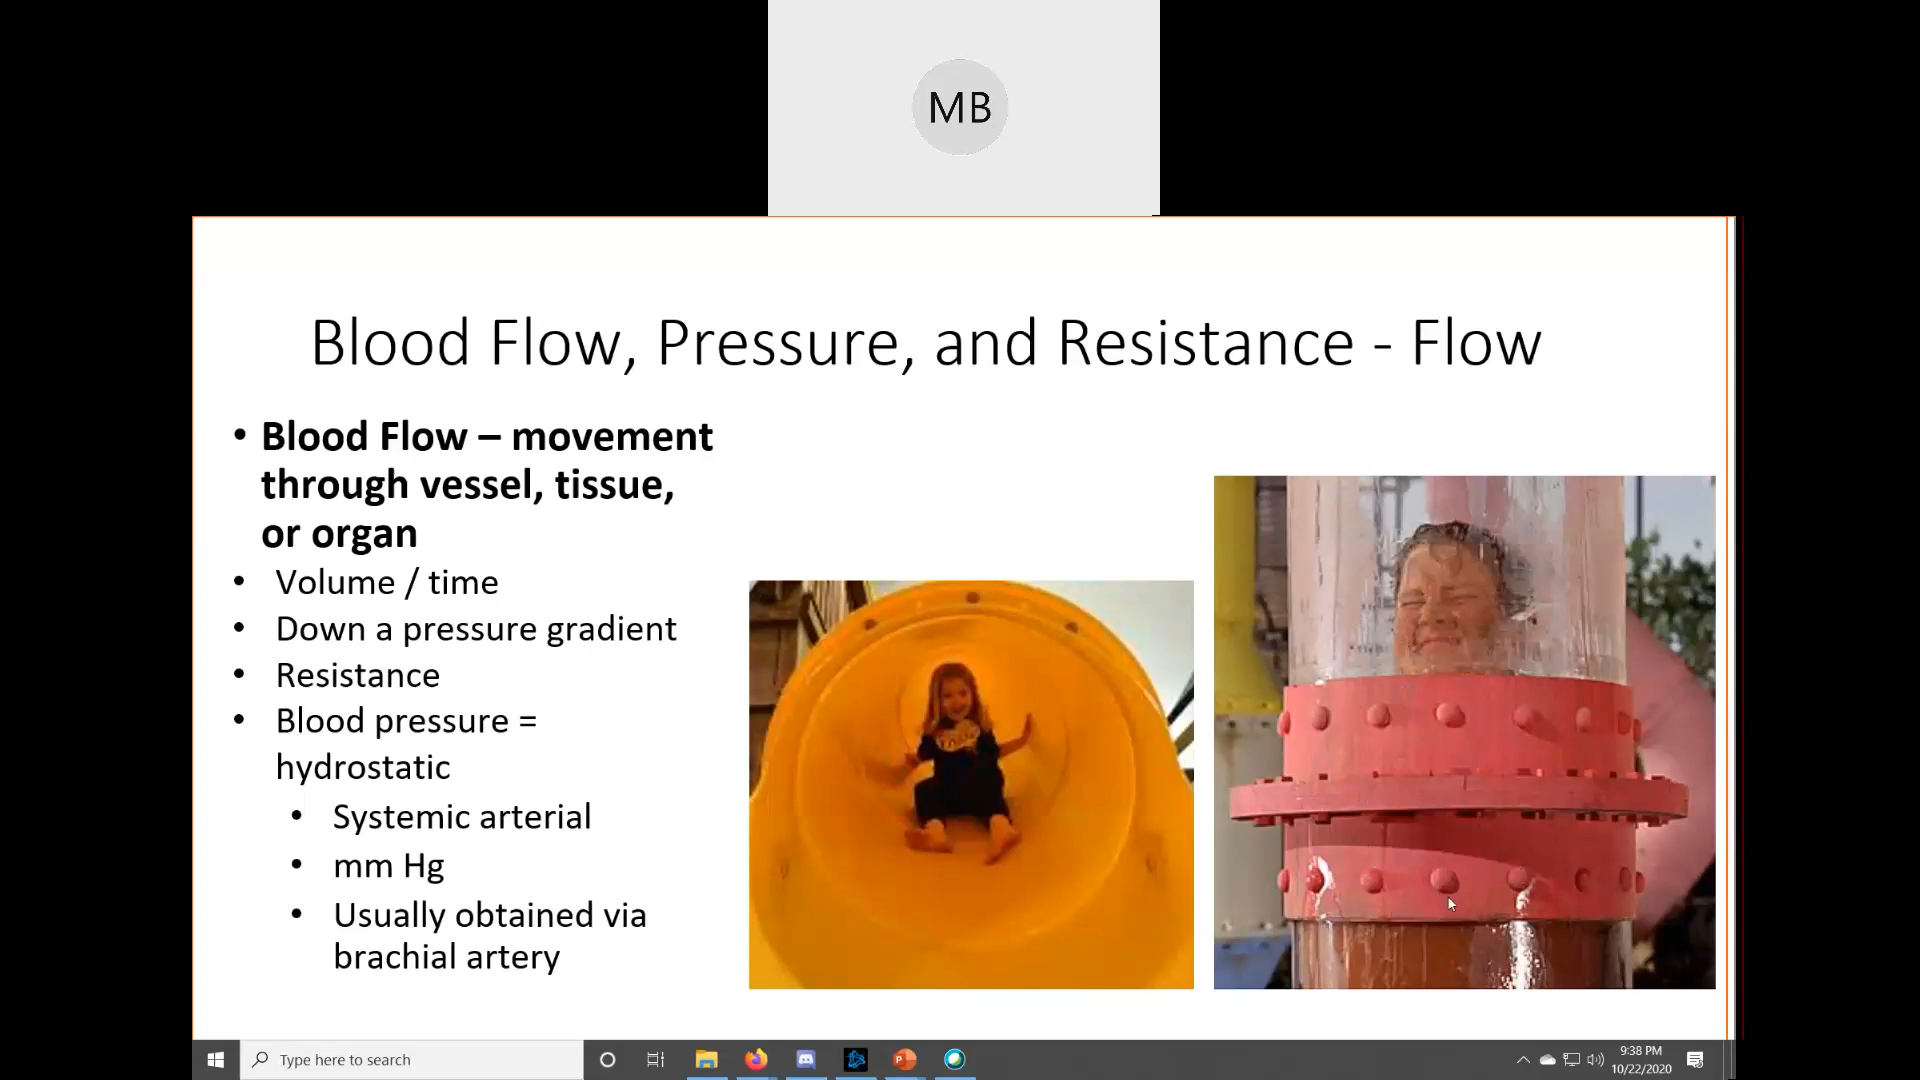 MB
Blood Flow, Pressure, and Resistance - Flow
• Blood Flow – movement
through vessel, tissue,
or organ
• Volume / time
• Down a pressure gradient
• Resistance
• Blood pressure =
hydrostatic
• Systemic arterial
• mm Hg
• Usually obtained via
brachial artery
Type here to search
9:38 PM
10/22/2020